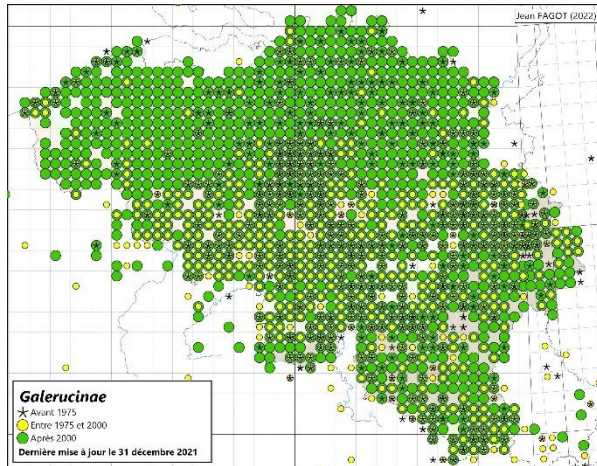 Jean FAGOT (2022)
Galerucinae
Avant 1975
Entre 1975 et 2000
Après 2000
Dernière mise à jour le 31 décembre 2021